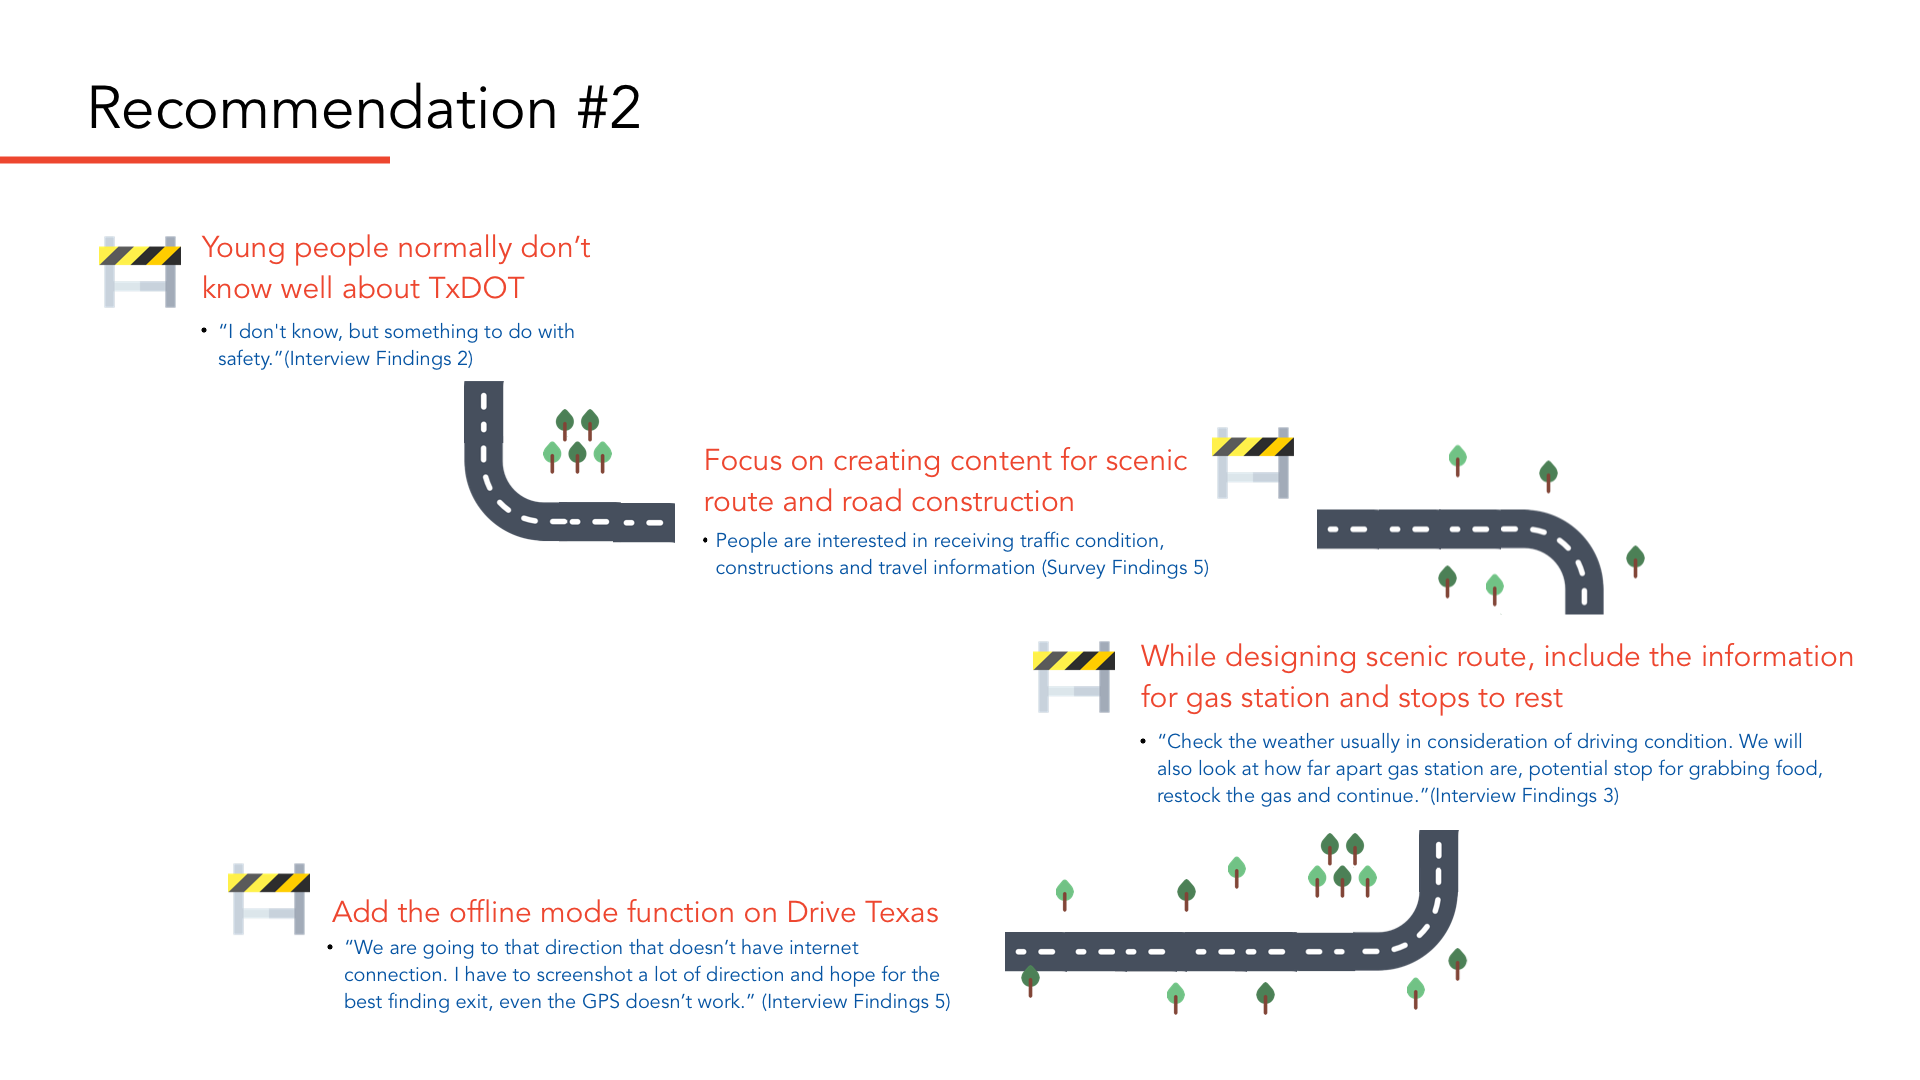 Recommendation #2
Young people normally don’t
know well about TxDOT
• “I don't know, but something to do with
safety.”(Interview Findings 2)
Focus on creating content for scenic
route and road construction
• People are interested in receiving traffic condition,
constructions and travel information (Survey Findings 5)
While designing scenic route, include the information
for gas station and stops to rest
• “Check the weather usually in consideration of driving condition. We will
also look at how far apart gas station are, potential stop for grabbing food,
restock the gas and continue.”(Interview Findings 3)
Add the offline mode function on Drive Texas
• “We are going to that direction that doesn’t have internet
connection. I have to screenshot a lot of direction and hope for the
best finding exit, even the GPS doesn’t work.” (Interview Findings 5)